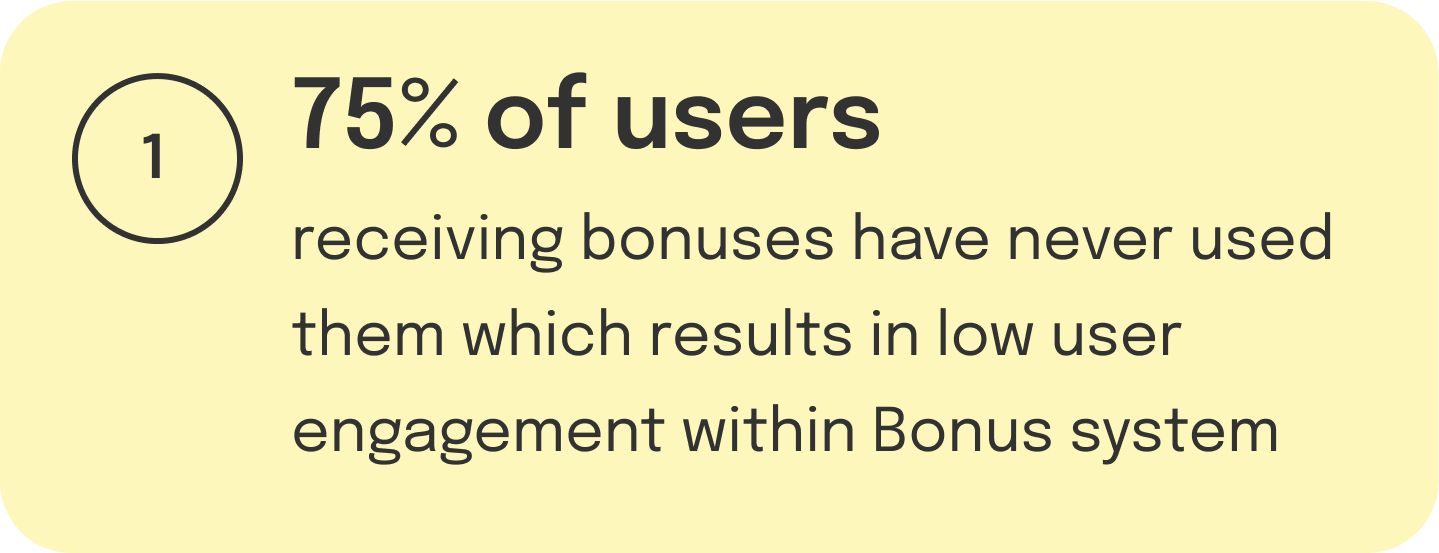 1
75% of users
receiving bonuses have never used
them which results in low user
engagement within Bonus system